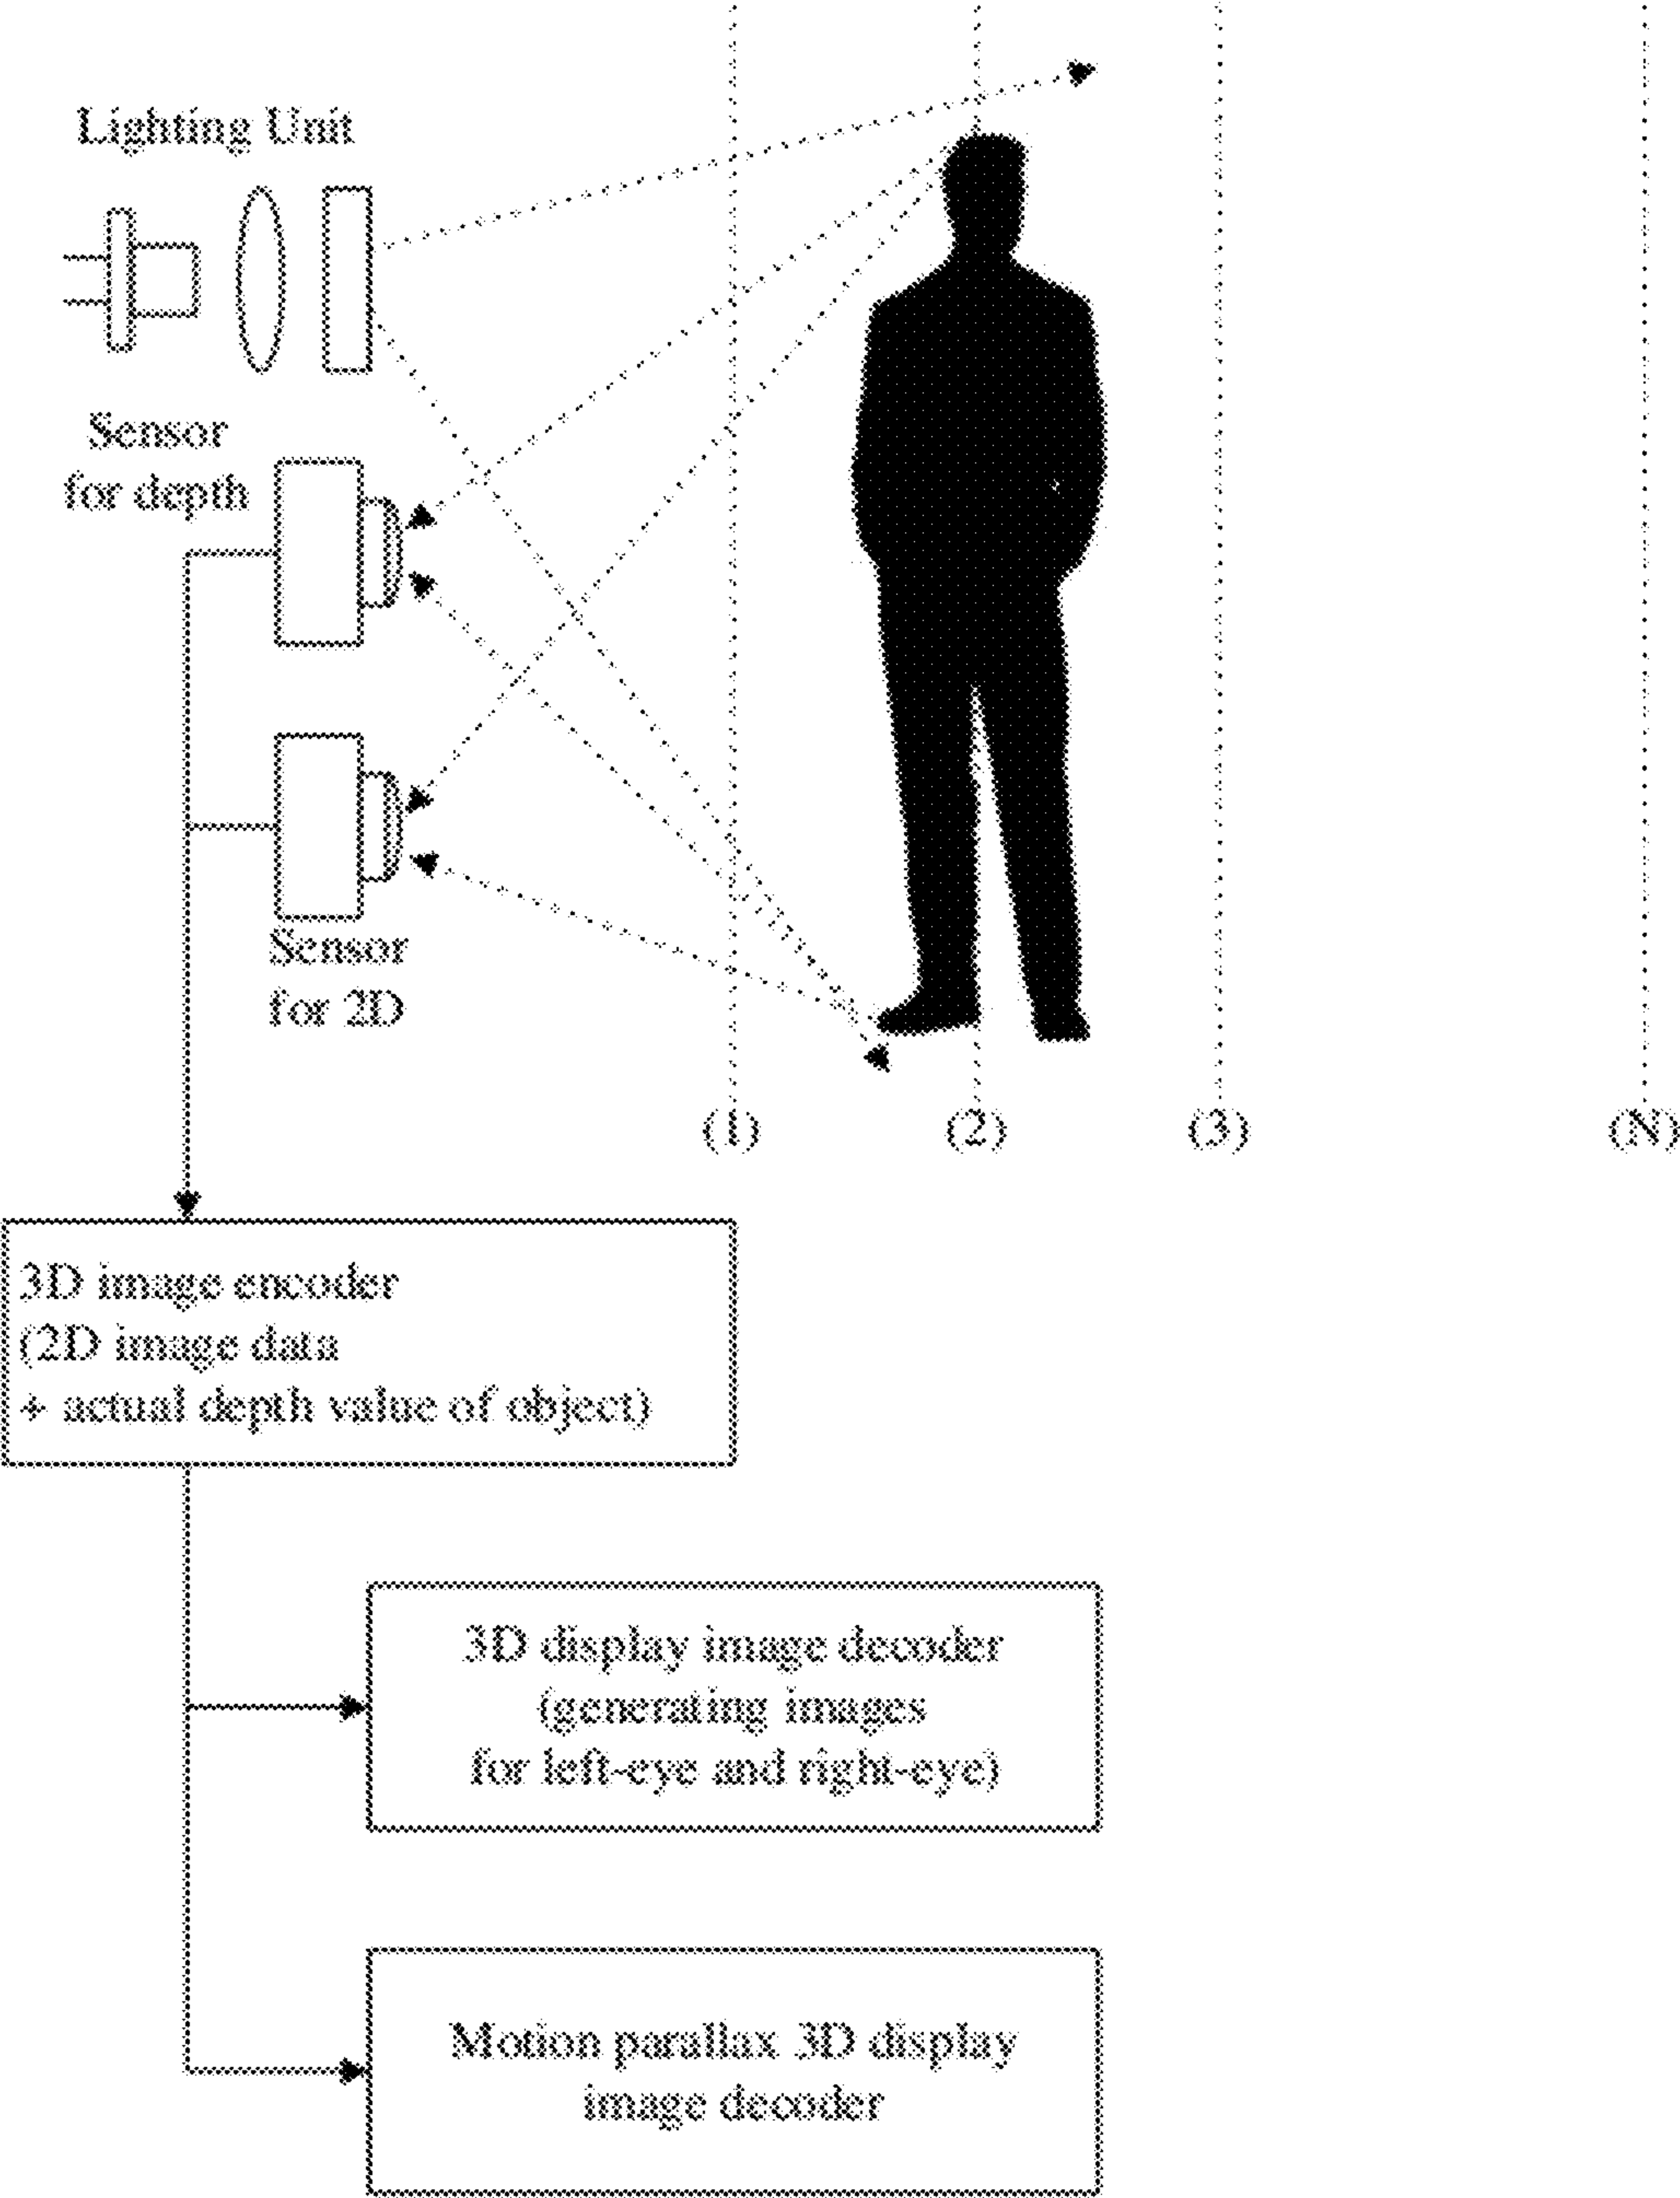 Lighting Unit
Sensor
for depth
Sensor
for 2D
(1)
(2)
(3)
(N)
3D image encoder
(2D image data
+ actual depth value of object)
3D display image decoder
(generating images
for left-eye and right-eye)
Motion parallax 3D display
image decoder